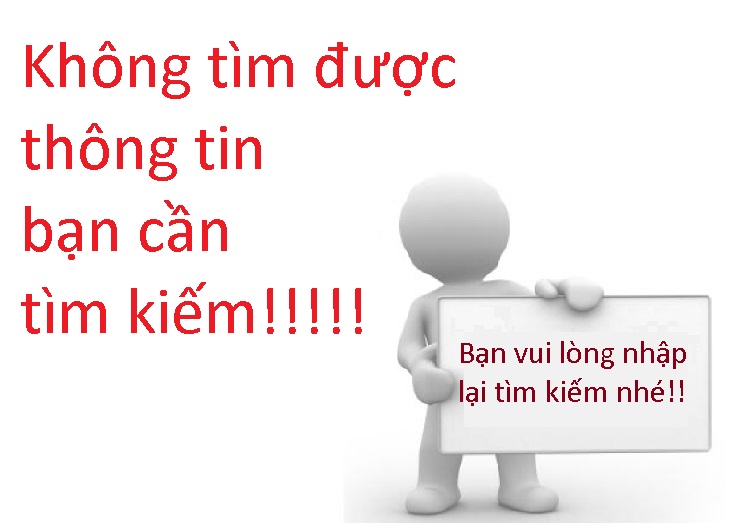 Không tìm được
thông tin
bạn cần
tìm kiếm!!!!!
Bạn vui lòng nhập
lại tìm kiếm nhé!!